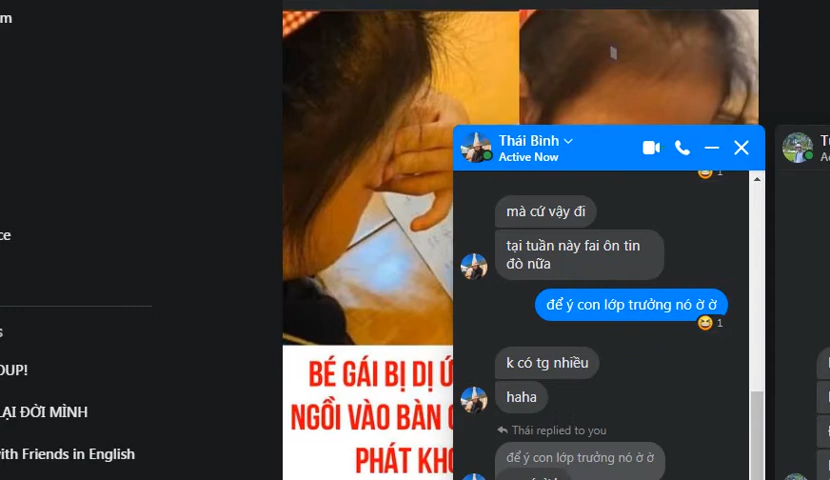 m
ce
s
OUP!
LẠI ĐỜI MÌNH
ith Friends in English
BÉ GÁI BỊ DỊ Ứ
NGỒI VÀO BÀN
PHÁT KHÓ
Thái Bình
Active Now
1
mà cứ vậy đi
tại tuần này fai ôn tin
đò nữa
để ý con lớp trưởng nó ờ ờ
1
k có tg nhiều
haha
Thái replied to you
để ý con lớp trưởng nó ờ ờ